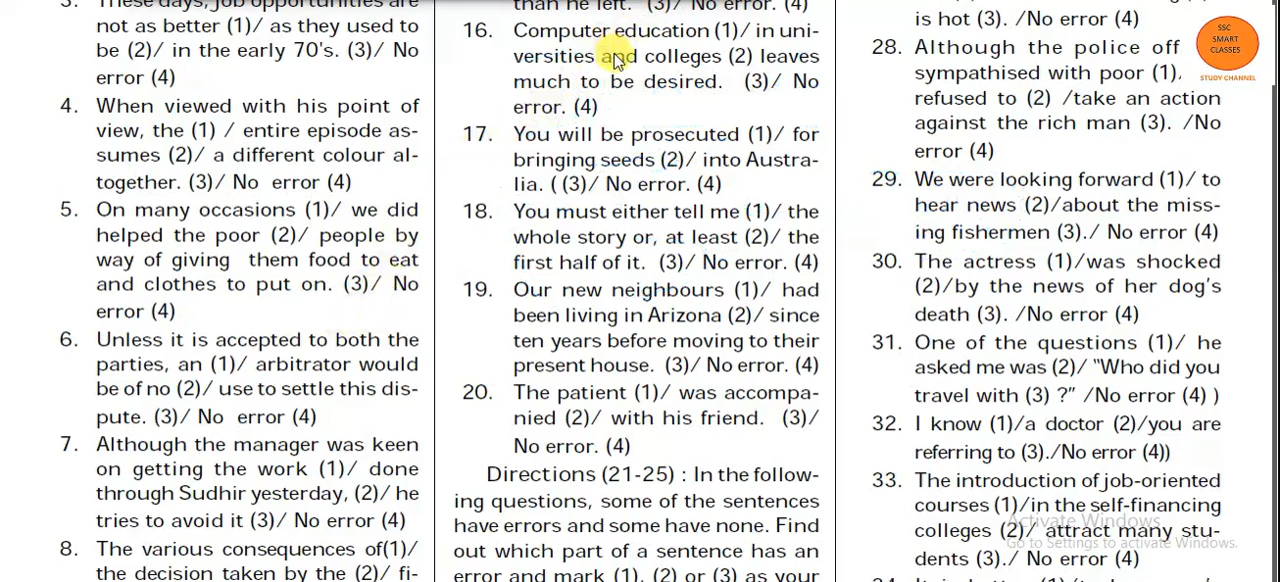 3. These days, job opportunities are
not as better (1)/ as they used to
be (2)/ in the early 70's. (3)/ No
error (4)
4. When viewed with his point of
view, the (1) / entire episode as-
sumes (2)/ a different colour al-
together. (3)/ No error (4)
5. On many occasions (1)/ we did
helped the poor (2)/ people by
way of giving them food to eat
and clothes to put on. (3)/ No
error (4)
6. Unless it is accepted to both the
parties, an (1)/ arbitrator would
be of no (2)/ use to settle this dis-
pute. (3)/ No error (4)
7. Although the manager was keen
on getting the work (1)/ done
through Sudhir yesterday, (2)/ he
tries to avoid it (3)/ No error (4)
8. The various consequences of(1)/
the decision taken by the (2)/ fi-
than he left. (3)/ No error. (4)
16. Computer education (1)/ in uni-
versities and colleges (2) leaves
much to be desired. (3)/ No
error. (4)
17. You will be prosecuted (1)/ for
bringing seeds (2)/ into Austra-
lia. ( (3)/ No error. (4)
18. You must either tell me (1)/ the
whole story or, at least (2)/ the
first half of it. (3)/ No error. (4)
19. Our new neighbours (1)/ had
been living in Arizona (2)/ since
ten years before moving to their
present house. (3)/ No error. (4)
20. The patient (1)/ was accompa-
nied (2)/ with his friend. (3)/
No error. (4)
Directions (21-25) : In the follow-
ing questions, some of the sentences
have errors and some have none. Find
out which part of a sentence has an
error and mark (1), (2) or (3) as your
is hot (3). /No error (4)
28. Although the police off
sympathised with poor (1).
refused to (2) /take an action
against the rich man (3). /No
error (4)
29. We were looking forward (1)/ to
hear news (2)/about the miss-
ing fishermen (3)./ No error (4)
30. The actress (1)/was shocked
(2)/by the news of her dog's
death (3). /No error (4)
31. One of the questions (1)/ he
asked me was (2)/ "Who did you
travel with (3) ?" /No error (4) )
32. I know (1)/a doctor (2)/you are
referring to (3)./No error (4))
33. The introduction of job-oriented
courses (1)/in the self-financing
colleges (2)/ attract many stu-
dents (3)./ No error (4)
SSC
SMART
CLASSES
STUDY CHANNEL
Activate Windows
Go to Settings to activate Windows.